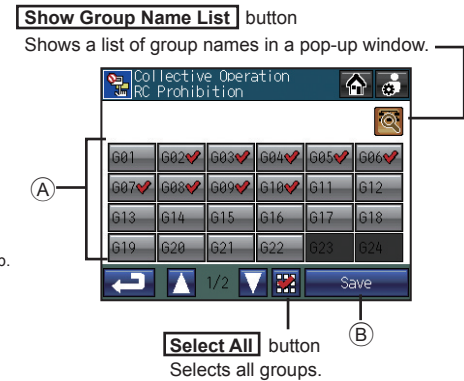 Show Group Name List button
Shows a list of group names in a pop-up window.
Collective Operation
RC Prohibition
G01 G02 G03 G04 G05 G06
A
G07 G08 G09 G10 G11 G12
G13 G14 G15 G16 G17 G18
G19 G20 G21 G22 G23 G24
1/2 Save
B
Select All button
Selects all groups.